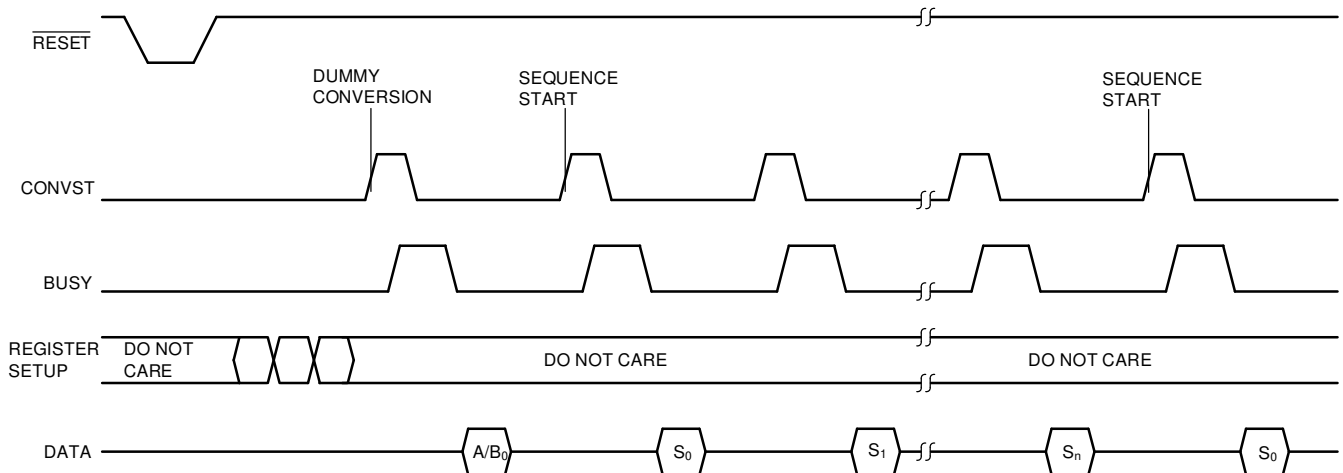 RESET
DUMMY
CONVERSION
SEQUENCE
START
SEQUENCE
START
CONVST
BUSY
REGISTER
SETUP
DO NOT
CARE
DO NOT CARE
DO NOT CARE
DATA
A/B₀
S₀
S₁
Sₙ
S₀